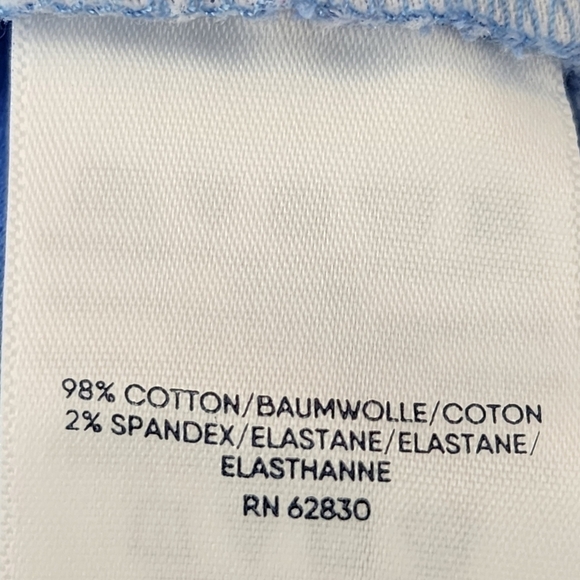 98% COTTON/BAUMWOLLE/COTON
2% SPANDEX/ELASTANE/ELASTANE/
ELASTHANNE
RN 62830